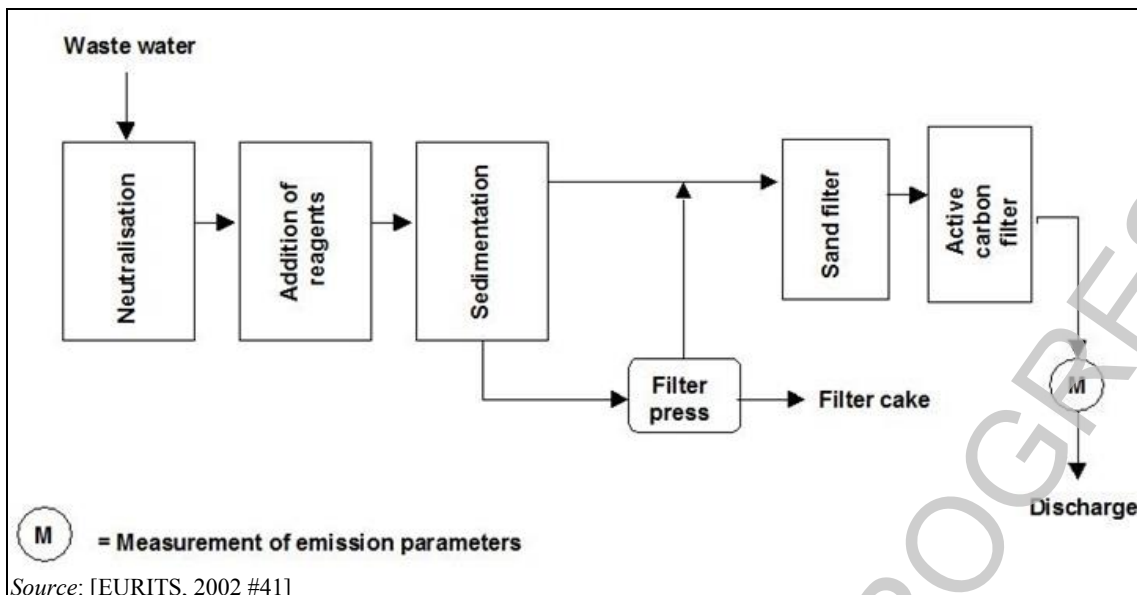 Waste water
Neutralisation
Addition of
reagents
Sedimentation
Sand filter
Active
carbon
filter
Filter
press
Filter cake
M
Discharge
M
= Measurement of emission parameters
Source: [EURITS, 2002 #41]
OGRES